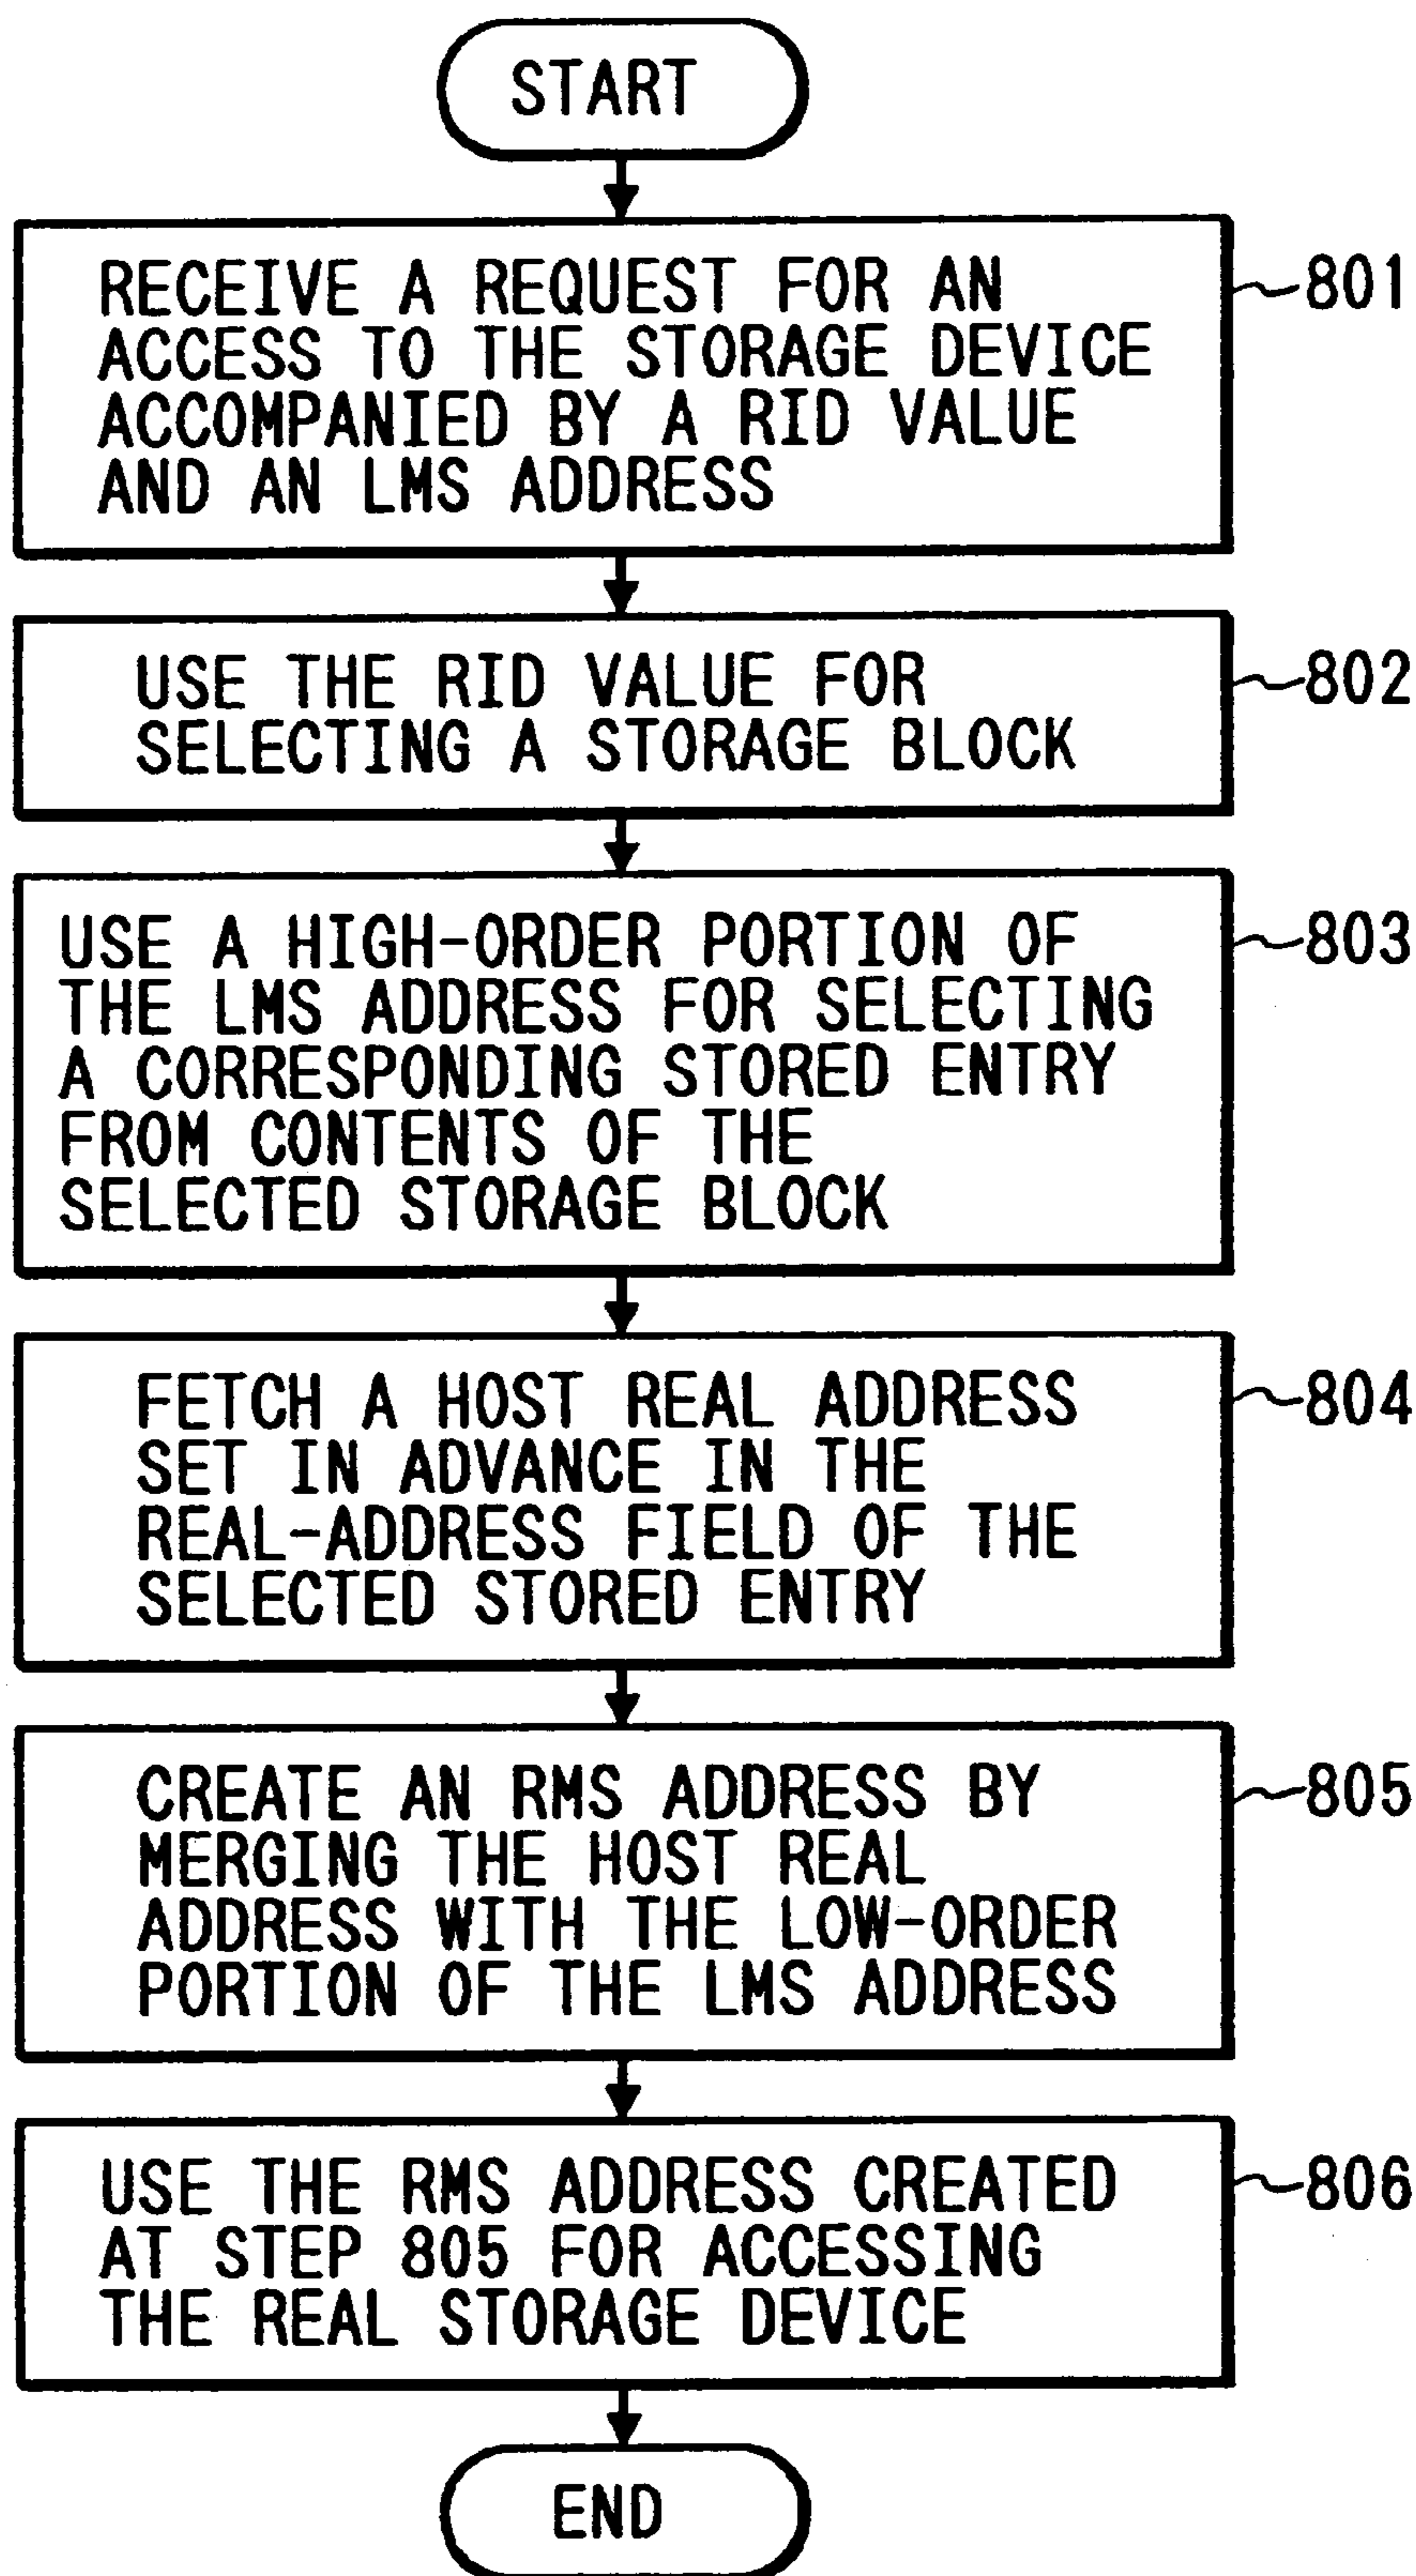 START
RECEIVE A REQUEST FOR AN
ACCESS TO THE STORAGE DEVICE
ACCOMPANIED BY A RID VALUE
AND AN LMS ADDRESS
801
USE THE RID VALUE FOR
SELECTING A STORAGE BLOCK
802
USE A HIGH-ORDER PORTION OF
THE LMS ADDRESS FOR SELECTING
A CORRESPONDING STORED ENTRY
FROM CONTENTS OF THE
SELECTED STORAGE BLOCK
803
FETCH A HOST REAL ADDRESS
SET IN ADVANCE IN THE
REAL-ADDRESS FIELD OF THE
SELECTED STORED ENTRY
804
CREATE AN RMS ADDRESS BY
MERGING THE HOST REAL
ADDRESS WITH THE LOW-ORDER
PORTION OF THE LMS ADDRESS
805
USE THE RMS ADDRESS CREATED
AT STEP 805 FOR ACCESSING
THE REAL STORAGE DEVICE
806
END